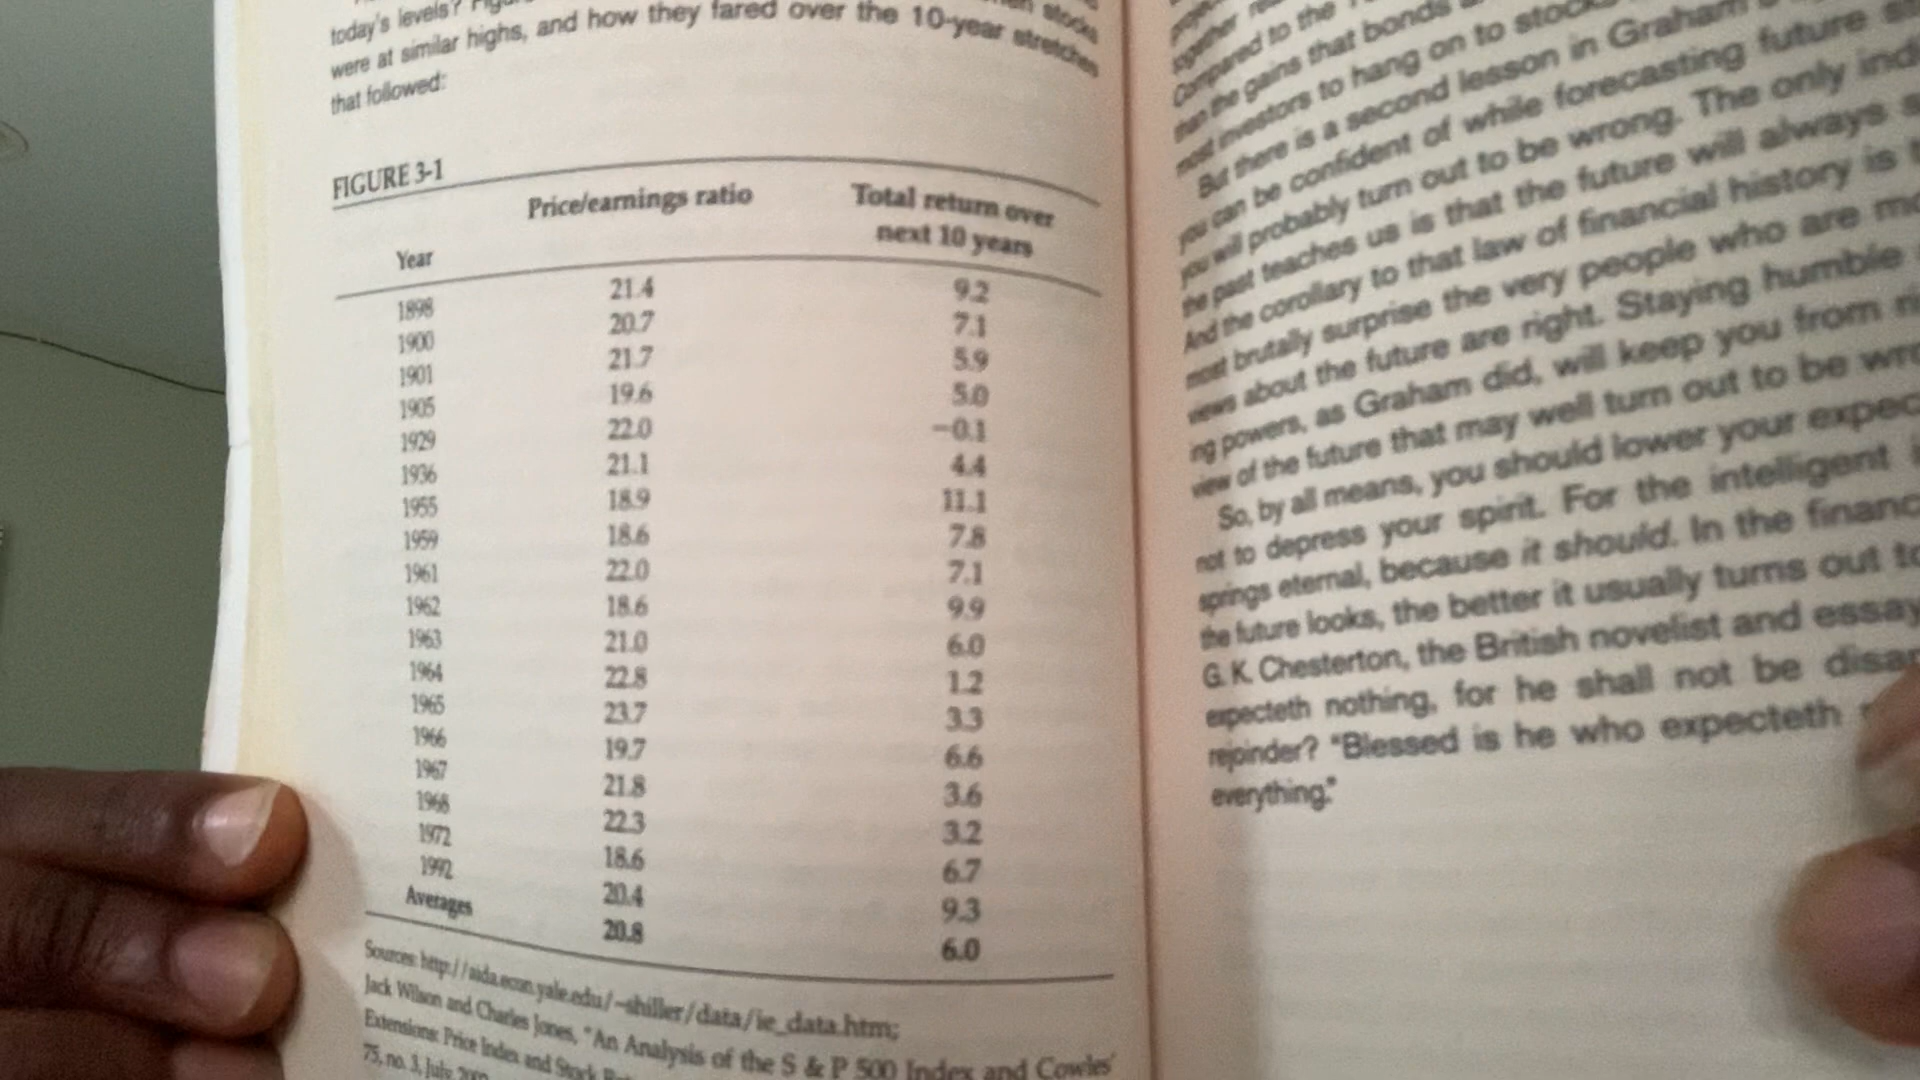 today's levels?
were at similar highs, and how they fared over the 10-year stretches
that followed:
FIGURE 3-1
Year Price/earnings ratio Total return over
next 10 years
1898 21.4 9.2
1900 20.7 7.1
1901 21.7 5.9
1905 19.6 5.0
1929 22.0 −0.1
1936 21.1 4.4
1955 18.9 11.1
1959 18.6 7.8
1961 22.0 7.1
1962 18.6 9.9
1963 21.0 6.0
1964 22.8 1.2
1965 23.7 3.3
1966 19.7 6.6
1967 21.8 3.6
1968 22.3 3.2
1972 18.6 6.7
1992 20.4 9.3
Averages 20.8 6.0
Sources: http://aida.econ.yale.edu/~shiller/data/ie_data.htm;
Jack Wilson and Charles Jones, "An Analysis of the S & P 500 Index and Cowles'
Extensions: Price Index and Stock
75, no. 3, July,
Compared to the
than the gains that bonds
most investors to hang on to stocks
But there is a second lesson in Graham's
you can be confident of while forecasting future
you will probably turn out to be wrong. The only
the past teaches us is that the future will always
And the corollary to that law of financial history is
most brutally surprise the very people who are
views about the future are right. Staying humble
ing powers, as Graham did, will keep you from
view of the future that may well turn out to be
So, by all means, you should lower your
not to depress your spirit. For the intelligent
springs eternal, because it should. In the
the future looks, the better it usually turns out
G. K. Chesterton, the British novelist and
expecteth nothing, for he shall not be
rejoinder? "Blessed is he who expecteth
everything."